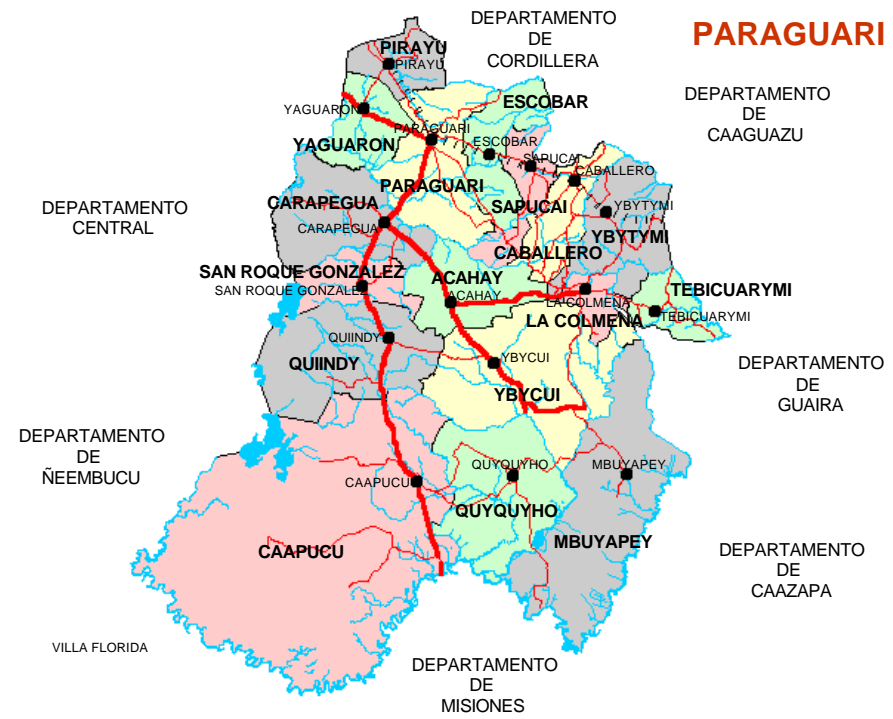 DEPARTAMENTO
DE
CORDILLERA
PARAGUARI
PIRAYU
PIRAYU
DEPARTAMENTO
DE
CAAGUAZU
ESCOBAR
YAGUARON
PARAGUARI
YAGUARON
ESCOBAR
SAPUCAI
CABALLERO
PARAGUARI
CARAPEGUA
SAPUCAI
YBYTYMI
DEPARTAMENTO
CENTRAL
CARAPEGUA
YBYTYMI
CABALLERO
SAN ROQUE GONZALEZ
SAN ROQUE GONZALEZ
ACAHAY
ACAHAY
TEBICUARYMI
LA COLMENA
LA COLMENA
TEBICUARYMI
QUIINDY
QUIINDY
YBYCUI
YBYCUI
DEPARTAMENTO
DE
GUAIRA
DEPARTAMENTO
DE
ÑEEMBUCU
CAAPUCU
QUYQUYHO
MBUYAPEY
QUYQUYHO
CAAPUCU
MBUYAPEY
DEPARTAMENTO
DE
CAAZAPA
VILLA FLORIDA
DEPARTAMENTO
DE
MISIONES